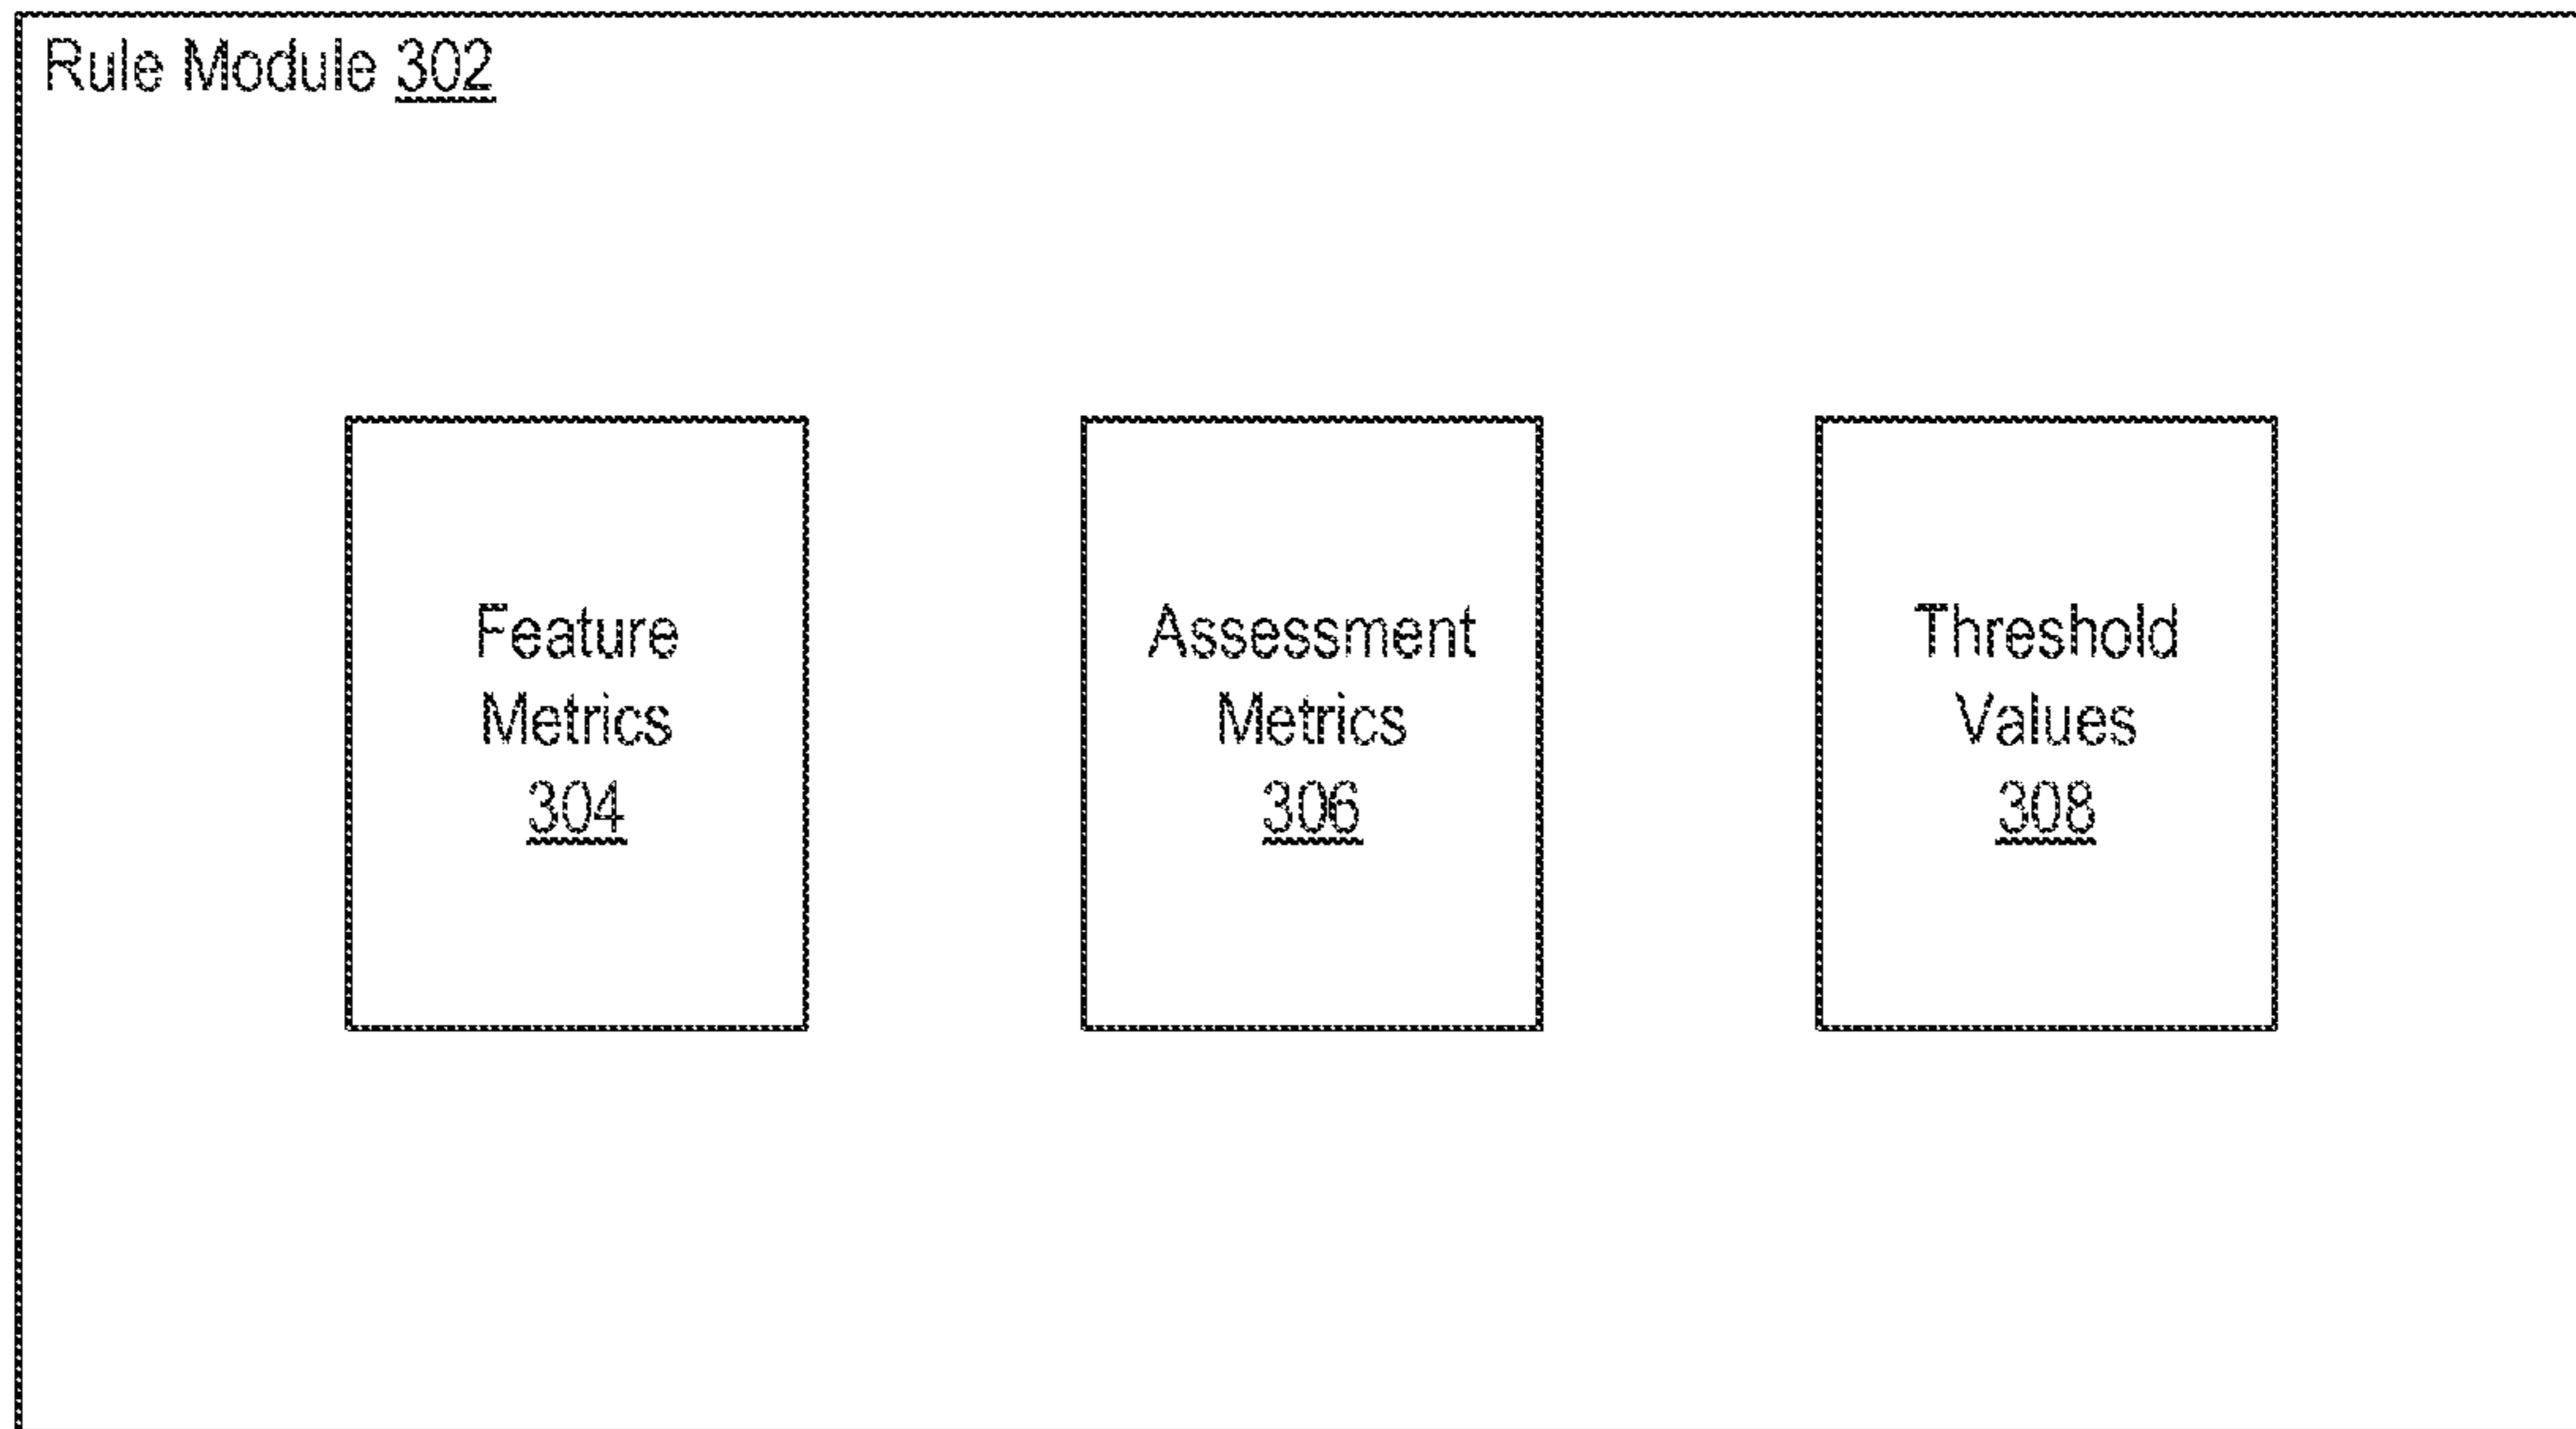 Rule Module 302
Feature
Metrics
304
Assessment
Metrics
306
Threshold
Values
308